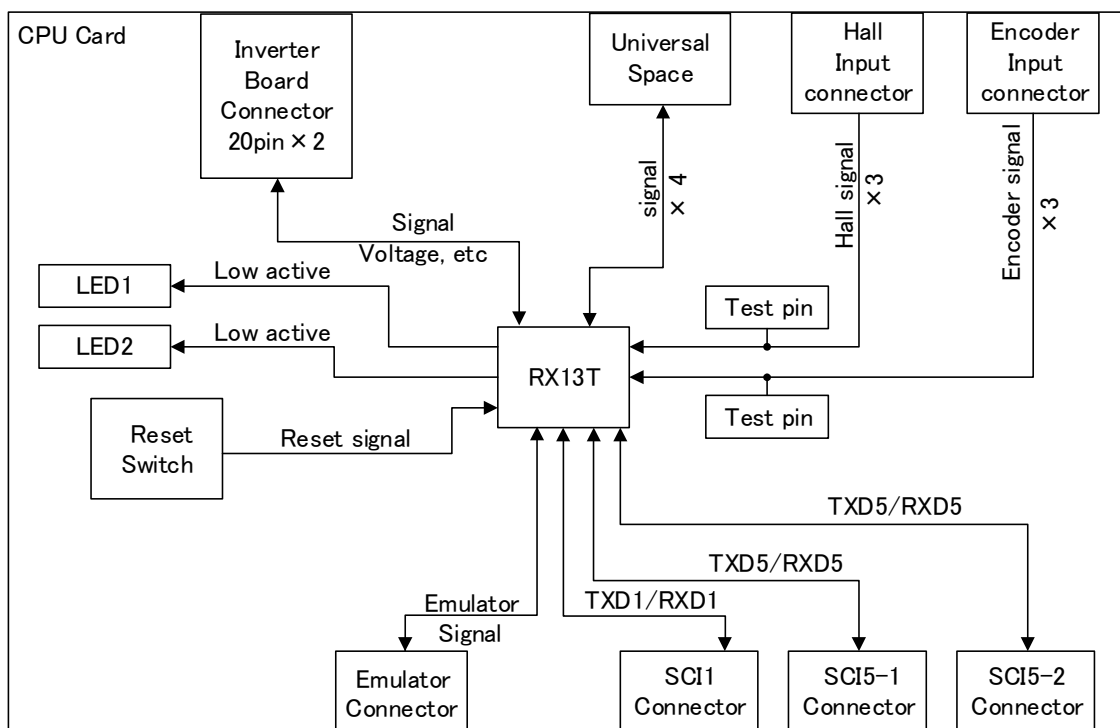 CPU Card
Inverter
Board
Connector
20pin × 2
Universal
Space
Hall
Input
connector
Encoder
Input
connector
signal
× 4
Hall signal
×3
Encoder signal
×3
Signal
Voltage, etc
LED1
Low active
LED2
Low active
Test pin
RX13T
Test pin
Reset
Switch
Reset signal
TXD5/RXD5
TXD5/RXD5
TXD1/RXD1
Emulator
Signal
Emulator
Connector
SCI1
Connector
SCI5-1
Connector
SCI5-2
Connector